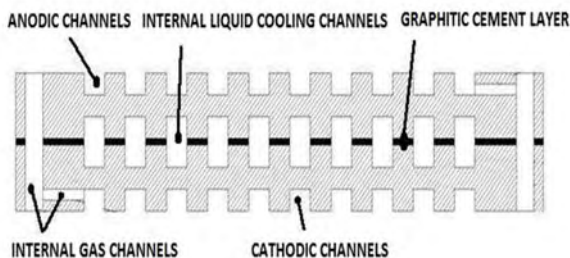 ANODIC CHANNELS INTERNAL LIQUID COOLING CHANNELS GRAPHITIC CEMENT LAYER
INTERNAL GAS CHANNELS CATHODIC CHANNELS